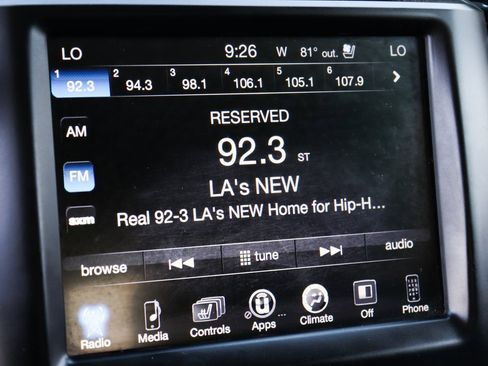 LO 9:26 W 81° out. LO
1 92.3 2 94.3 3 98.1 4 106.1 5 105.1 6 107.9
RESERVED
AM
92.3 ST
FM
LA's NEW
sxm
Real 92-3 LA's NEW Home for Hip-H...
browse tune audio
Radio Media Controls Apps ... Climate Off Phone